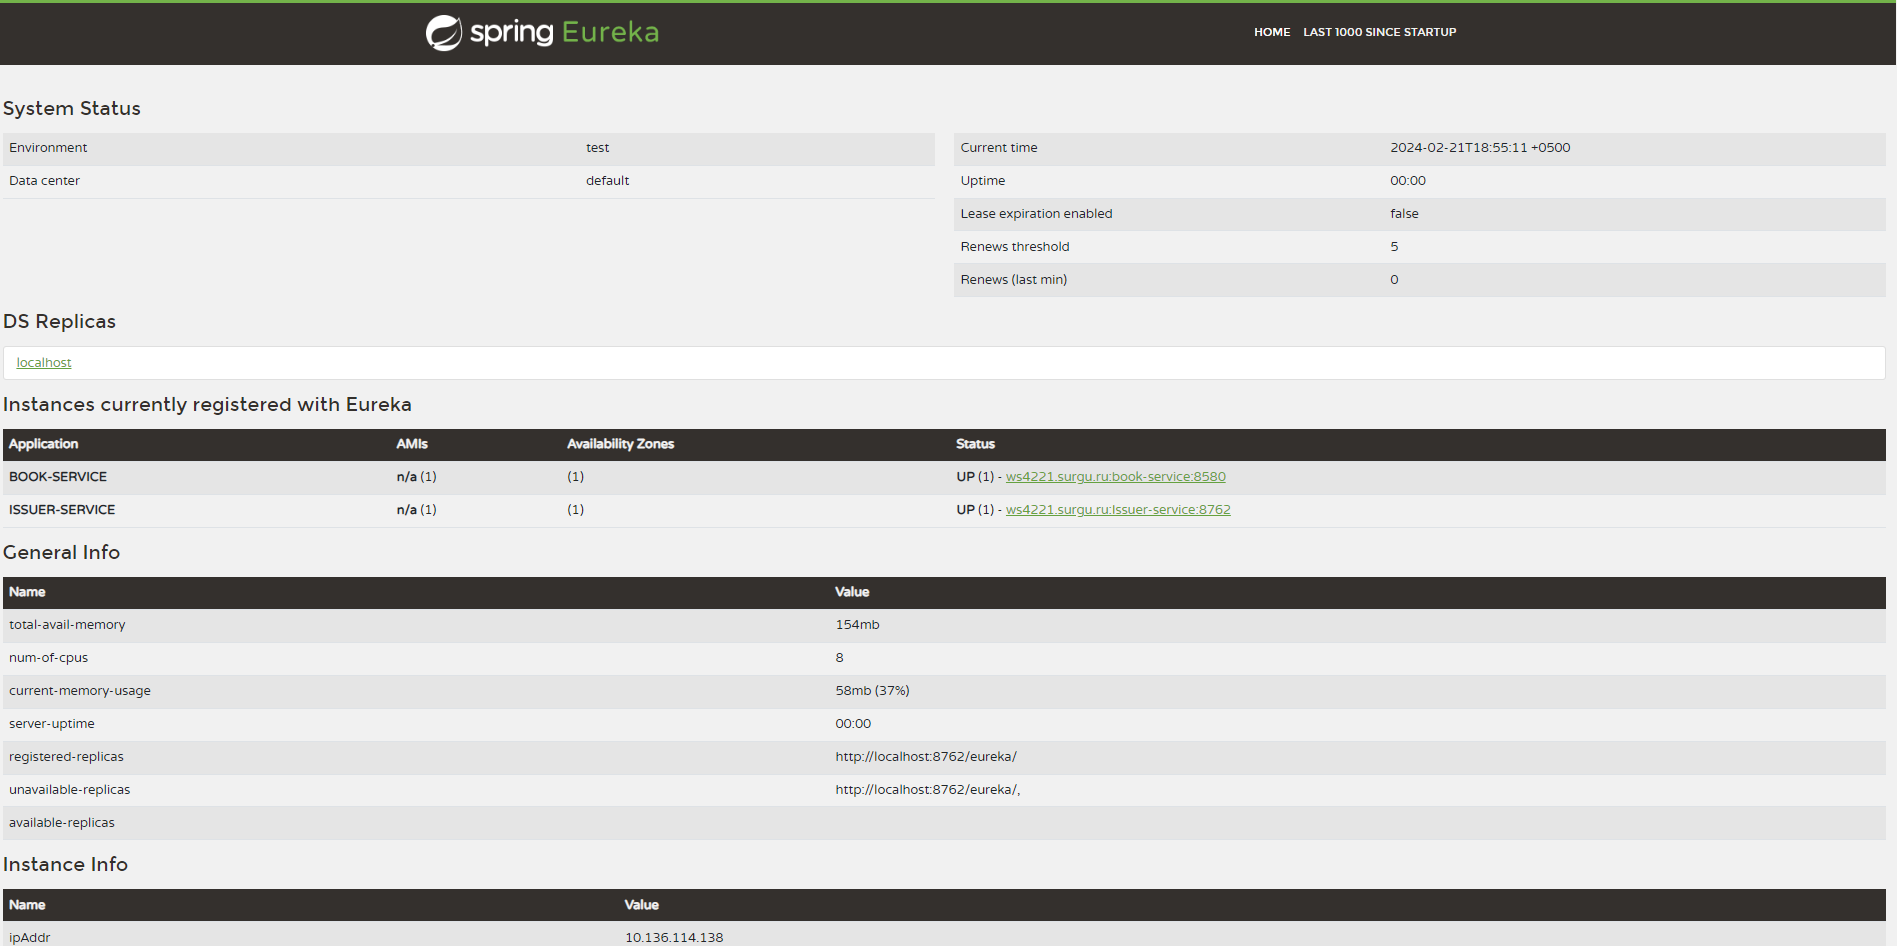 spring Eureka
HOME LAST 1000 SINCE STARTUP
System Status
Environment test
Data center default
Current time 2024-02-21T18:55:11 +0500
Uptime 00:00
Lease expiration enabled false
Renews threshold 5
Renews (last min) 0
DS Replicas
localhost
Instances currently registered with Eureka
Application AMIs Availability Zones Status
BOOK-SERVICE n/a (1) (1) UP (1) - ws4221.surgu.ru:book-service:8580
ISSUER-SERVICE n/a (1) (1) UP (1) - ws4221.surgu.ru:Issuer-service:8762
General Info
Name Value
total-avail-memory 154mb
num-of-cpus 8
current-memory-usage 58mb (37%)
server-uptime 00:00
registered-replicas http://localhost:8762/eureka/
unavailable-replicas http://localhost:8762/eureka/,
available-replicas
Instance Info
Name Value
ipAddr 10.136.114.138